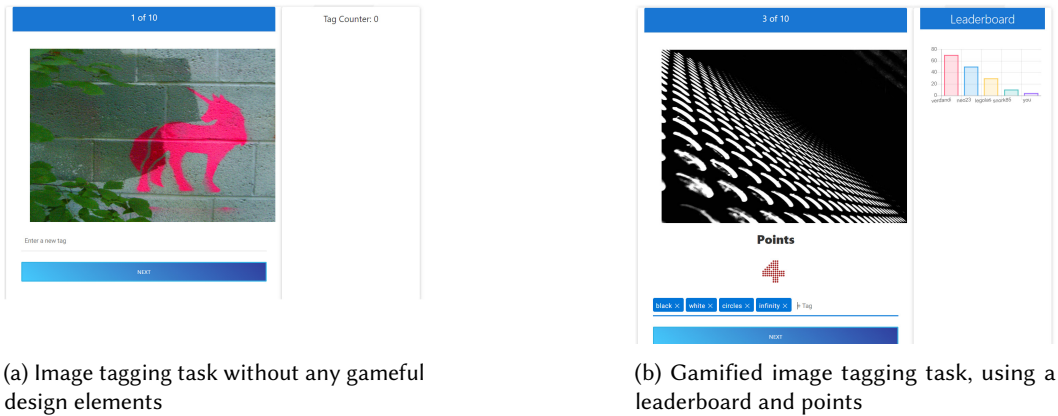 1 of 10
Tag Counter: 0
Enter a new tag
NEXT
(a) Image tagging task without any gameful
design elements
3 of 10
Leaderboard
80
60
40
20
0
you
Points
4
black × white × circles × infinity × + Tag
NEXT
(b) Gamified image tagging task, using a
leaderboard and points